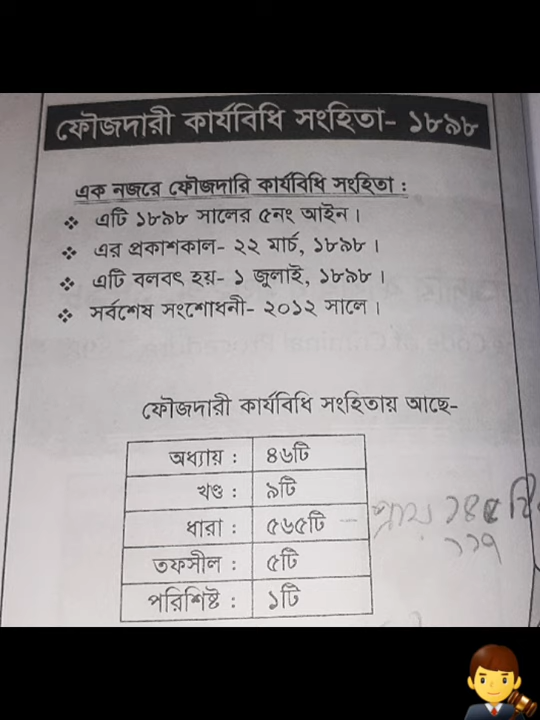 ফৌজদারী কার্যবিধি সংহিতা- ১৮৯৮
এক নজরে ফৌজদারি কার্যবিধি সংহিতা :
❖ এটি ১৮৯৮ সালের ৫নং আইন।
❖ এর প্রকাশকাল- ২২ মার্চ, ১৮৯৮।
❖ এটি বলবৎ হয়- ১ জুলাই, ১৮৯৮।
❖ সর্বশেষ সংশোধনী- ২০১২ সালে।
ফৌজদারী কার্যবিধি সংহিতায় আছে-
অধ্যায় : ৪৬টি
খণ্ড : ৯টি
ধারা : ৫৬৫টি
তফসীল : ৫টি
পরিশিষ্ট : ১টি